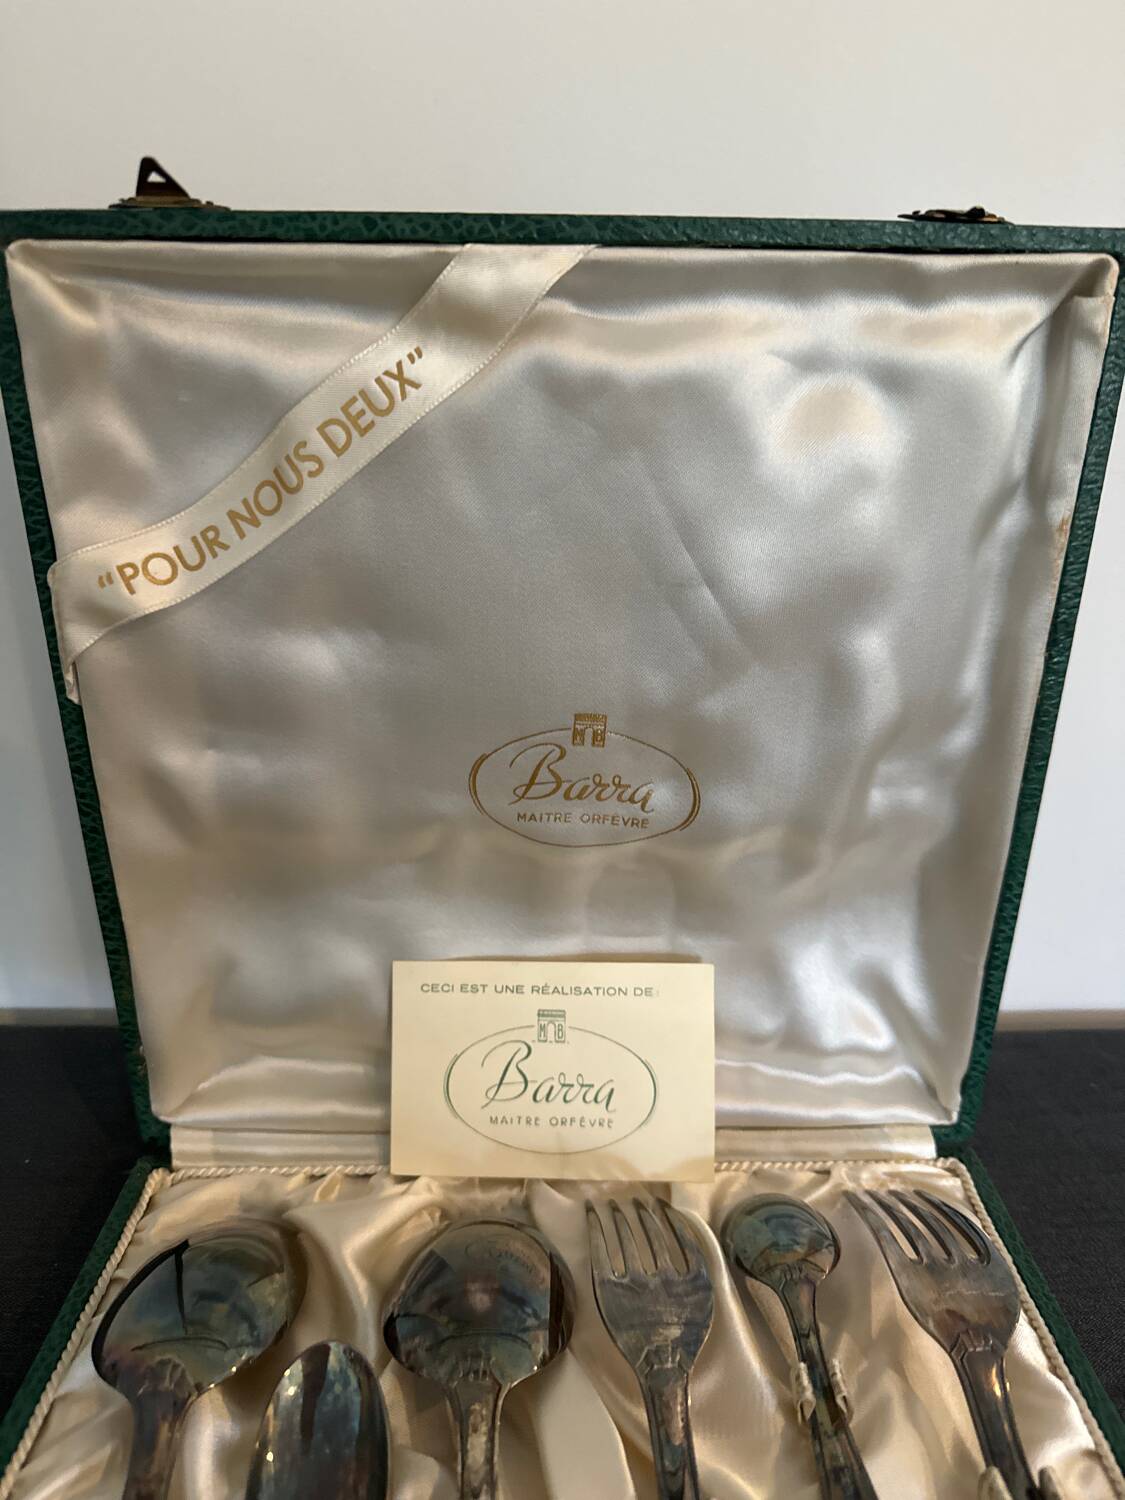 "POUR NOUS DEUX"
M B
Barra
MAITRE ORFÈVRE
CECI EST UNE RÉALISATION DE:
M B
Barra
MAITRE ORFÈVRE